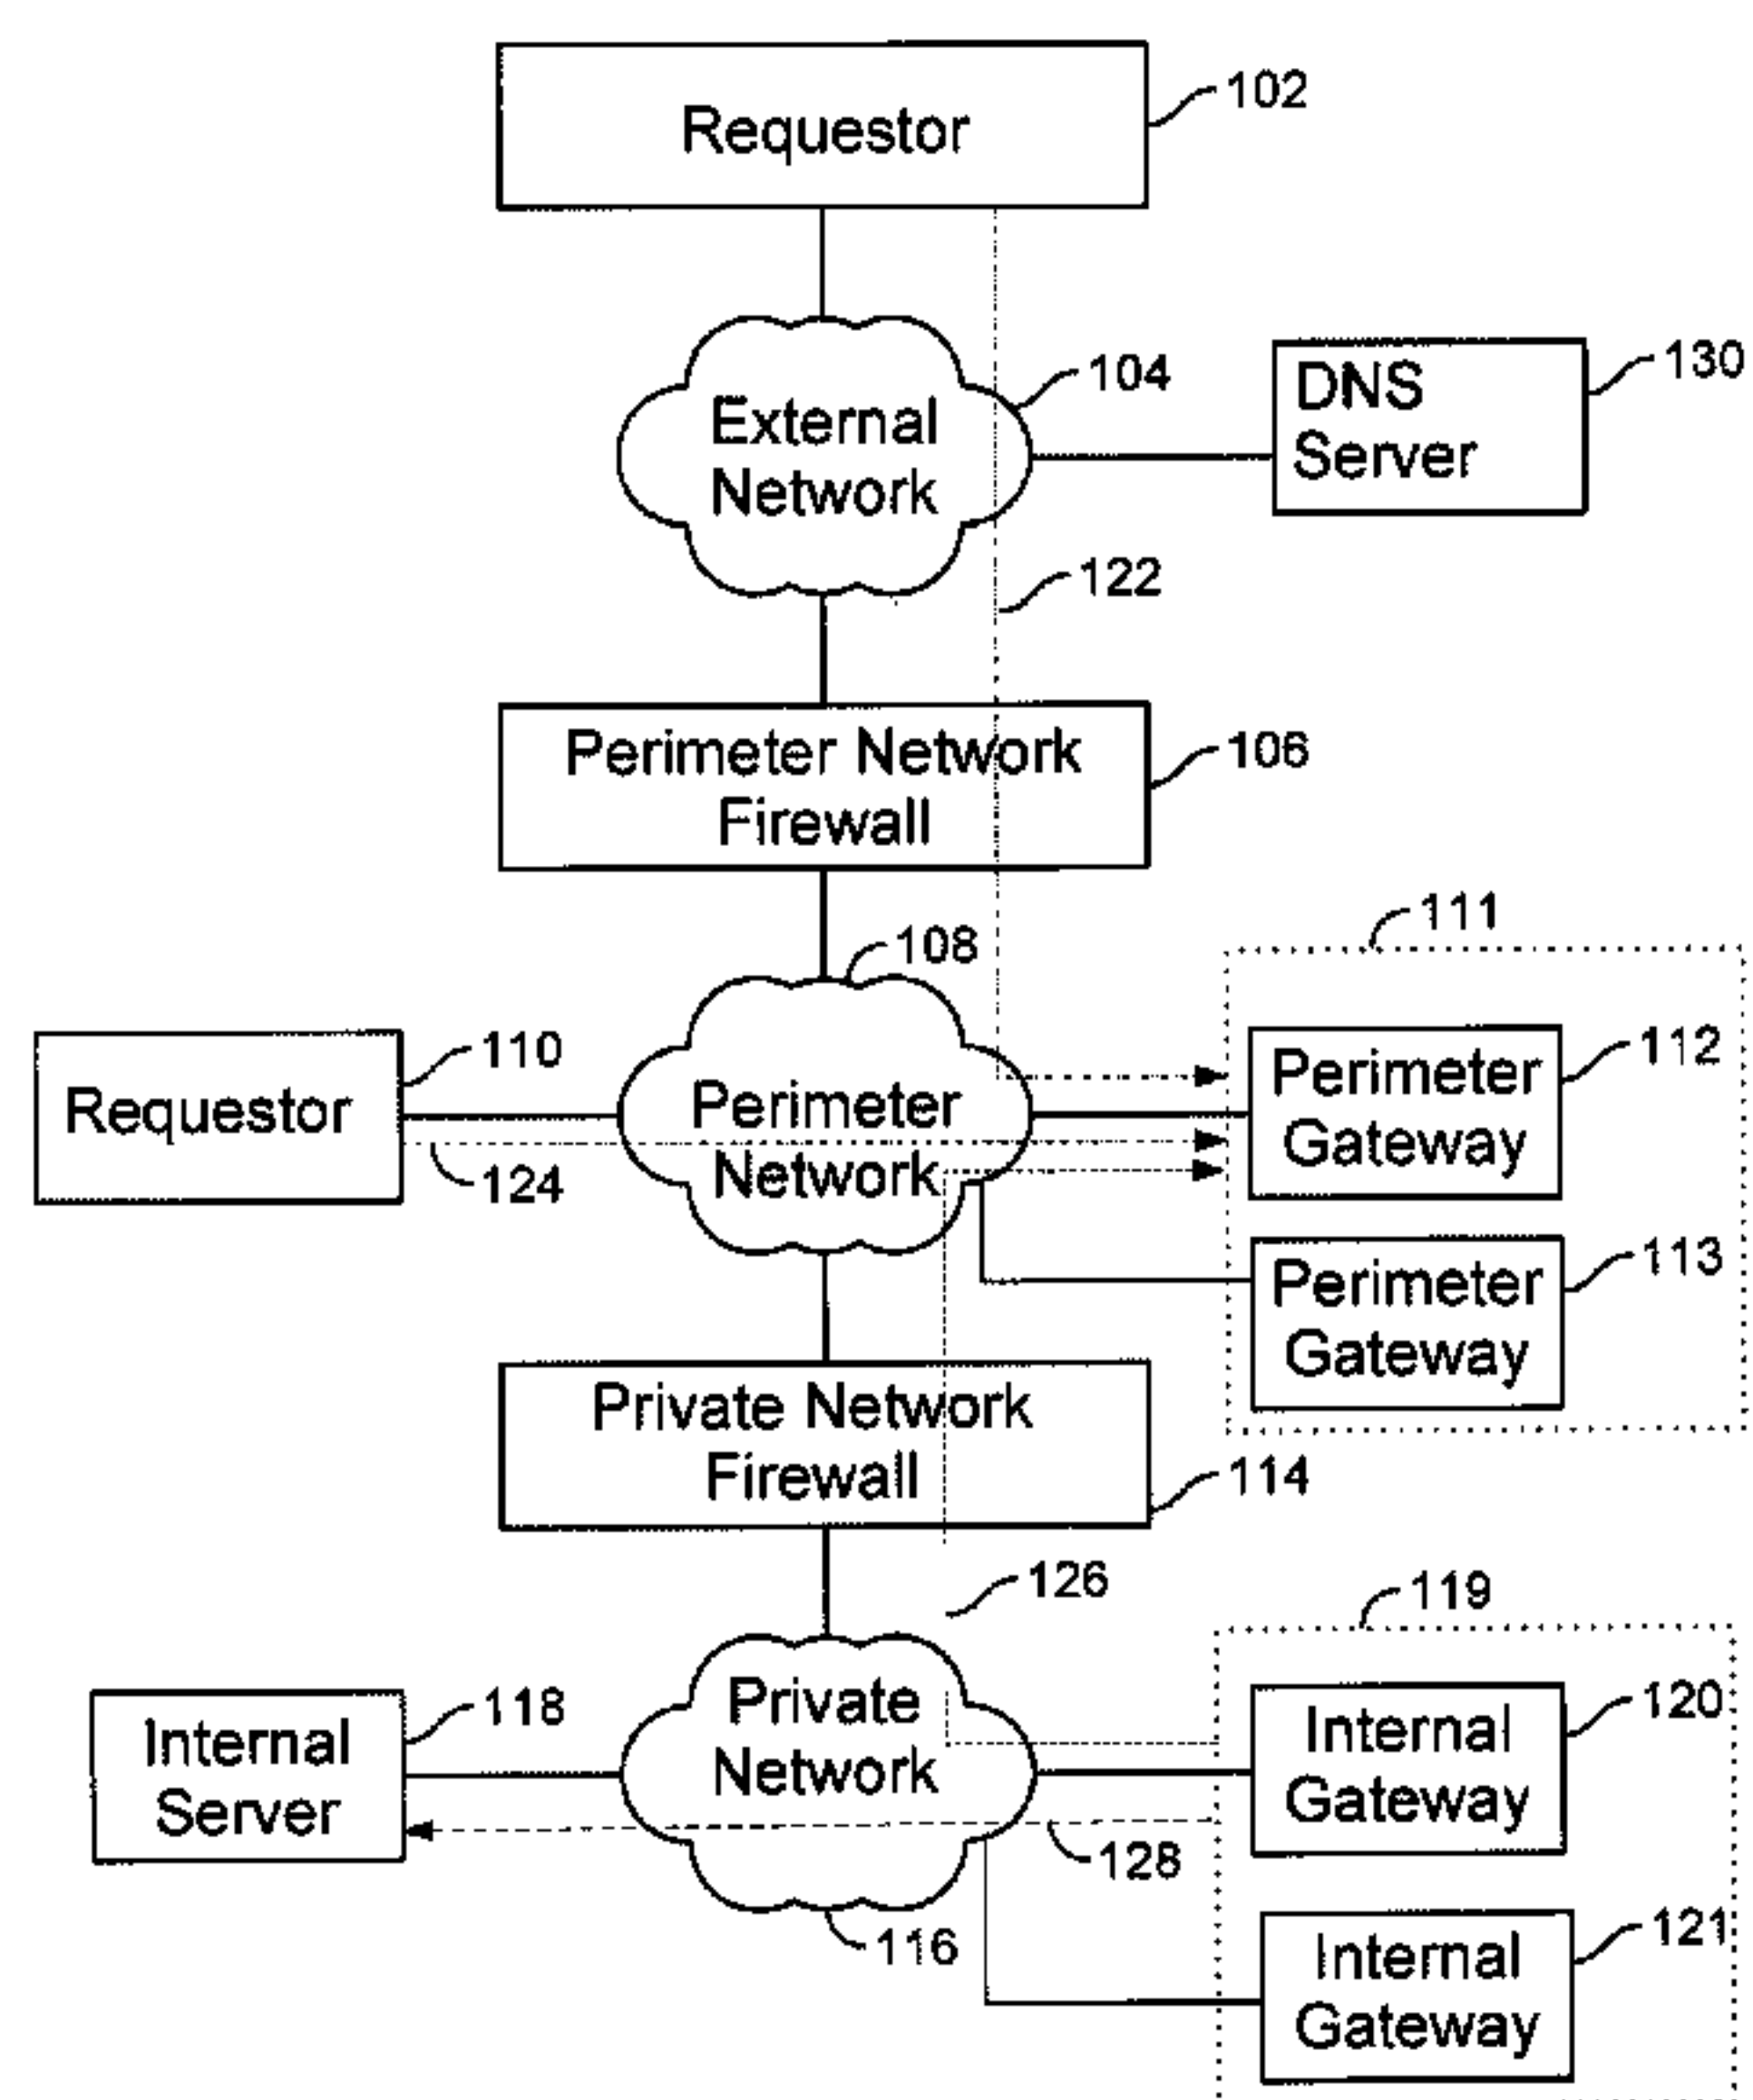 102
Requestor
104
External
Network
130
DNS
Server
122
Perimeter Network
Firewall
106
111
108
110
Requestor
124
Perimeter
Network
112
Perimeter
Gateway
113
Perimeter
Gateway
Private Network
Firewall
114
126
119
118
Internal
Server
Private
Network
120
Internal
Gateway
128
116
121
Internal
Gateway